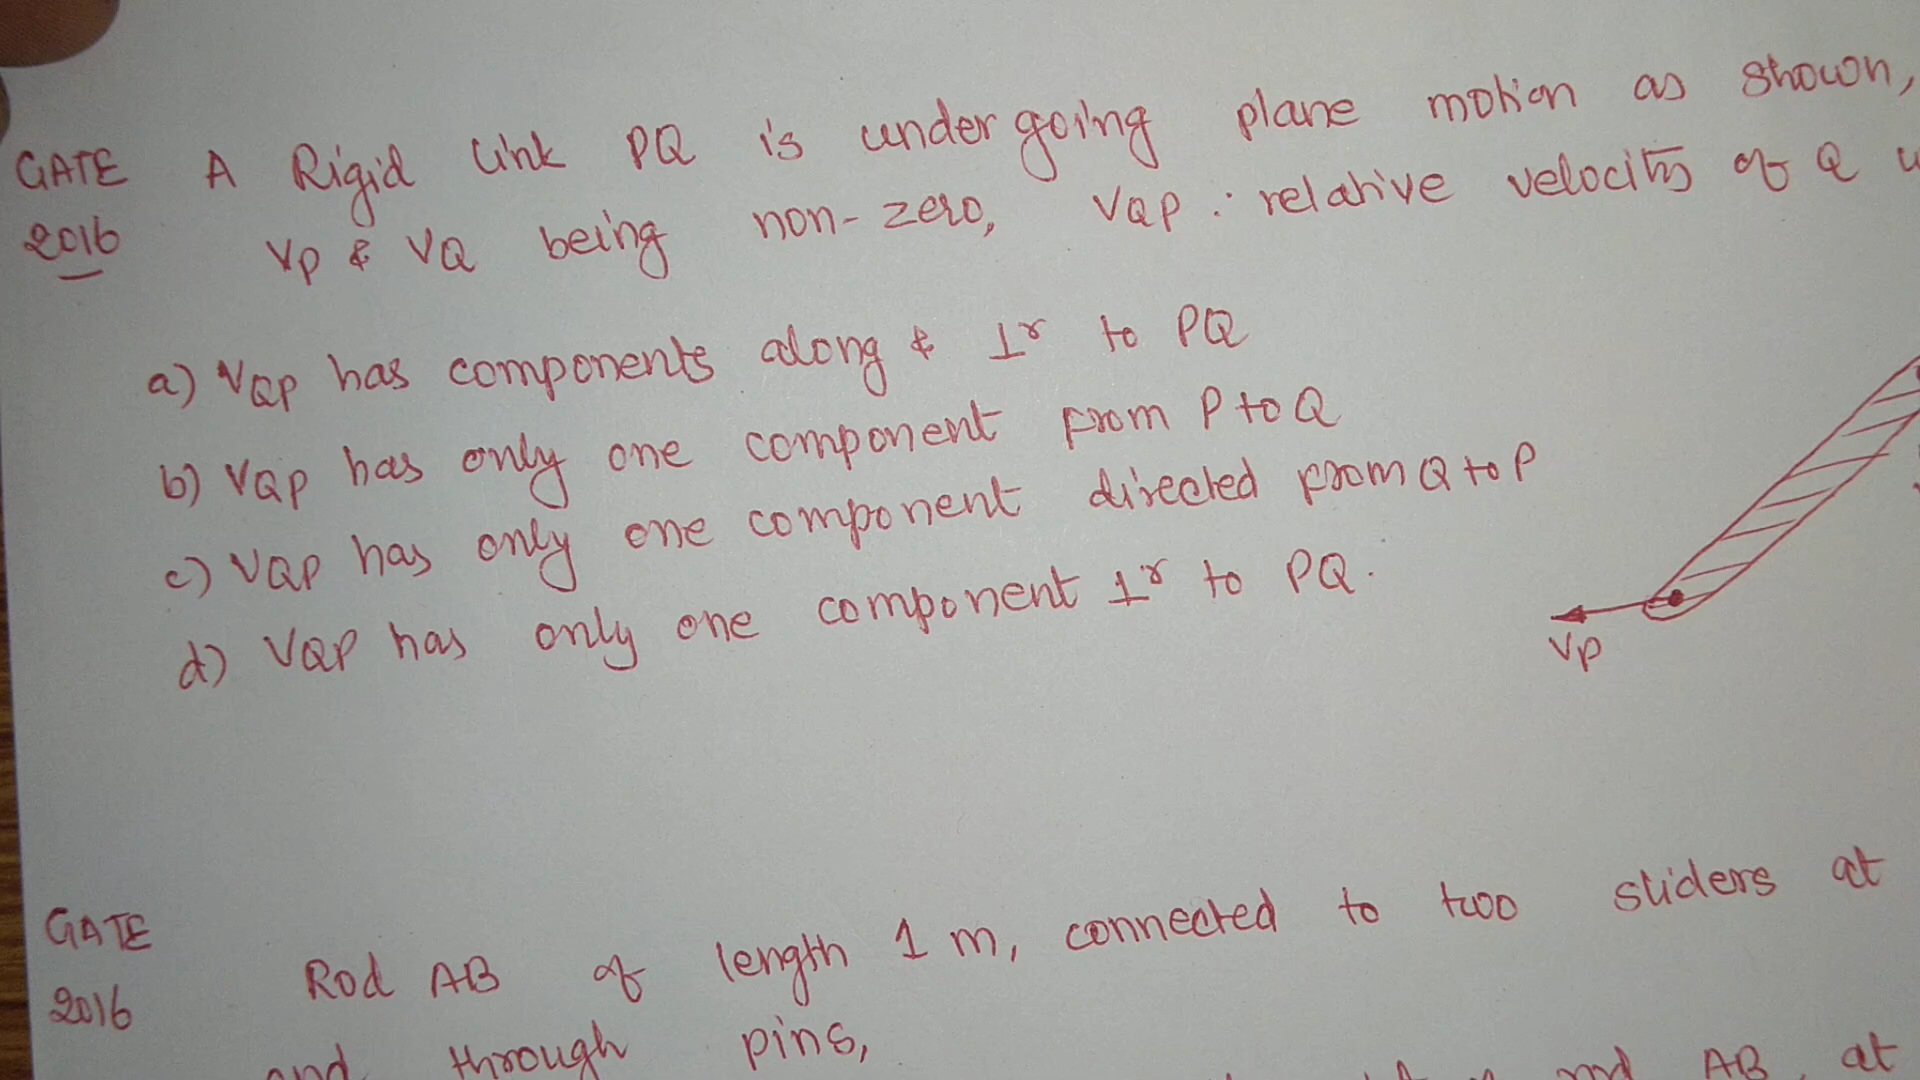 GATE A Rigid link PQ is undergoing plane motion as shown,
2016 VP & VQ being non-zero, VQP : relative velocity of Q
a) VQP has components along & ⊥r to PQ
b) VQP has only one component from P to Q
c) VQP has only one component directed from Q to P
d) VQP has only one component ⊥r to PQ.
VP
GATE
2016 Rod AB of length 1 m, connected to two sliders at
and through pins,
AB, at